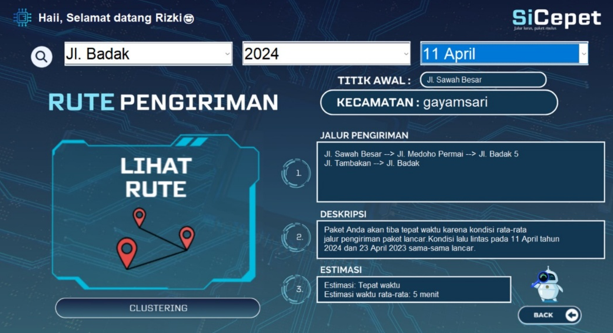 Haii, Selamat datang Rizki
SiCepet
Jalur benar, paket melur
Jl. Badak
2024
11 April
TITIK AWAL :
Jl. Sawah Besar
RUTE PENGIRIMAN
KECAMATAN : gayamsari
LIHAT
RUTE
JALUR PENGIRIMAN
1.
Jl. Sawah Besar --> Jl. Medoho Permai --> Jl. Badak 5
Jl. Tambakan --> Jl. Badak
DESKRIPSI
2.
Paket Anda akan tiba tepat waktu karena kondisi rata-rata
jalur pengiriman paket lancar.Kondisi lalu lintas pada 11 April tahun
2024 dan 23 April 2023 sama-sama lancar
ESTIMASI
3.
Estimasi: Tepat waktu
Estimasi waktu rata-rata: 5 menit
CLUSTERING
BACK